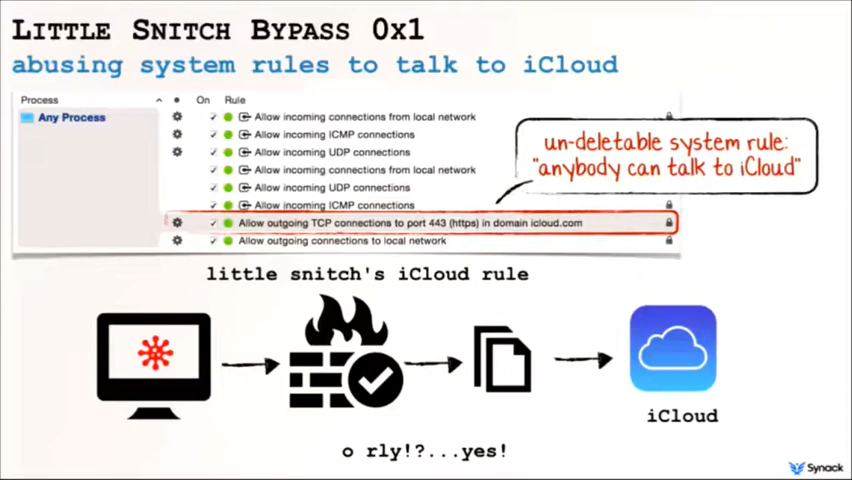 LITTLE SNITCH BYPASS 0X1
abusing system rules to talk to iCloud
Process On Rule
Any Process
Allow incoming connections from local network
Allow incoming ICMP connections
Allow incoming UDP connections
Allow incoming connections from local network
Allow incoming UDP connections
Allow incoming ICMP connections
Allow outgoing TCP connections to port 443 (https) in domain icloud.com
Allow outgoing connections to local network
un-deletable system rule:
"anybody can talk to iCloud"
little snitch's iCloud rule
iCloud
o rly!?...yes!
Synack